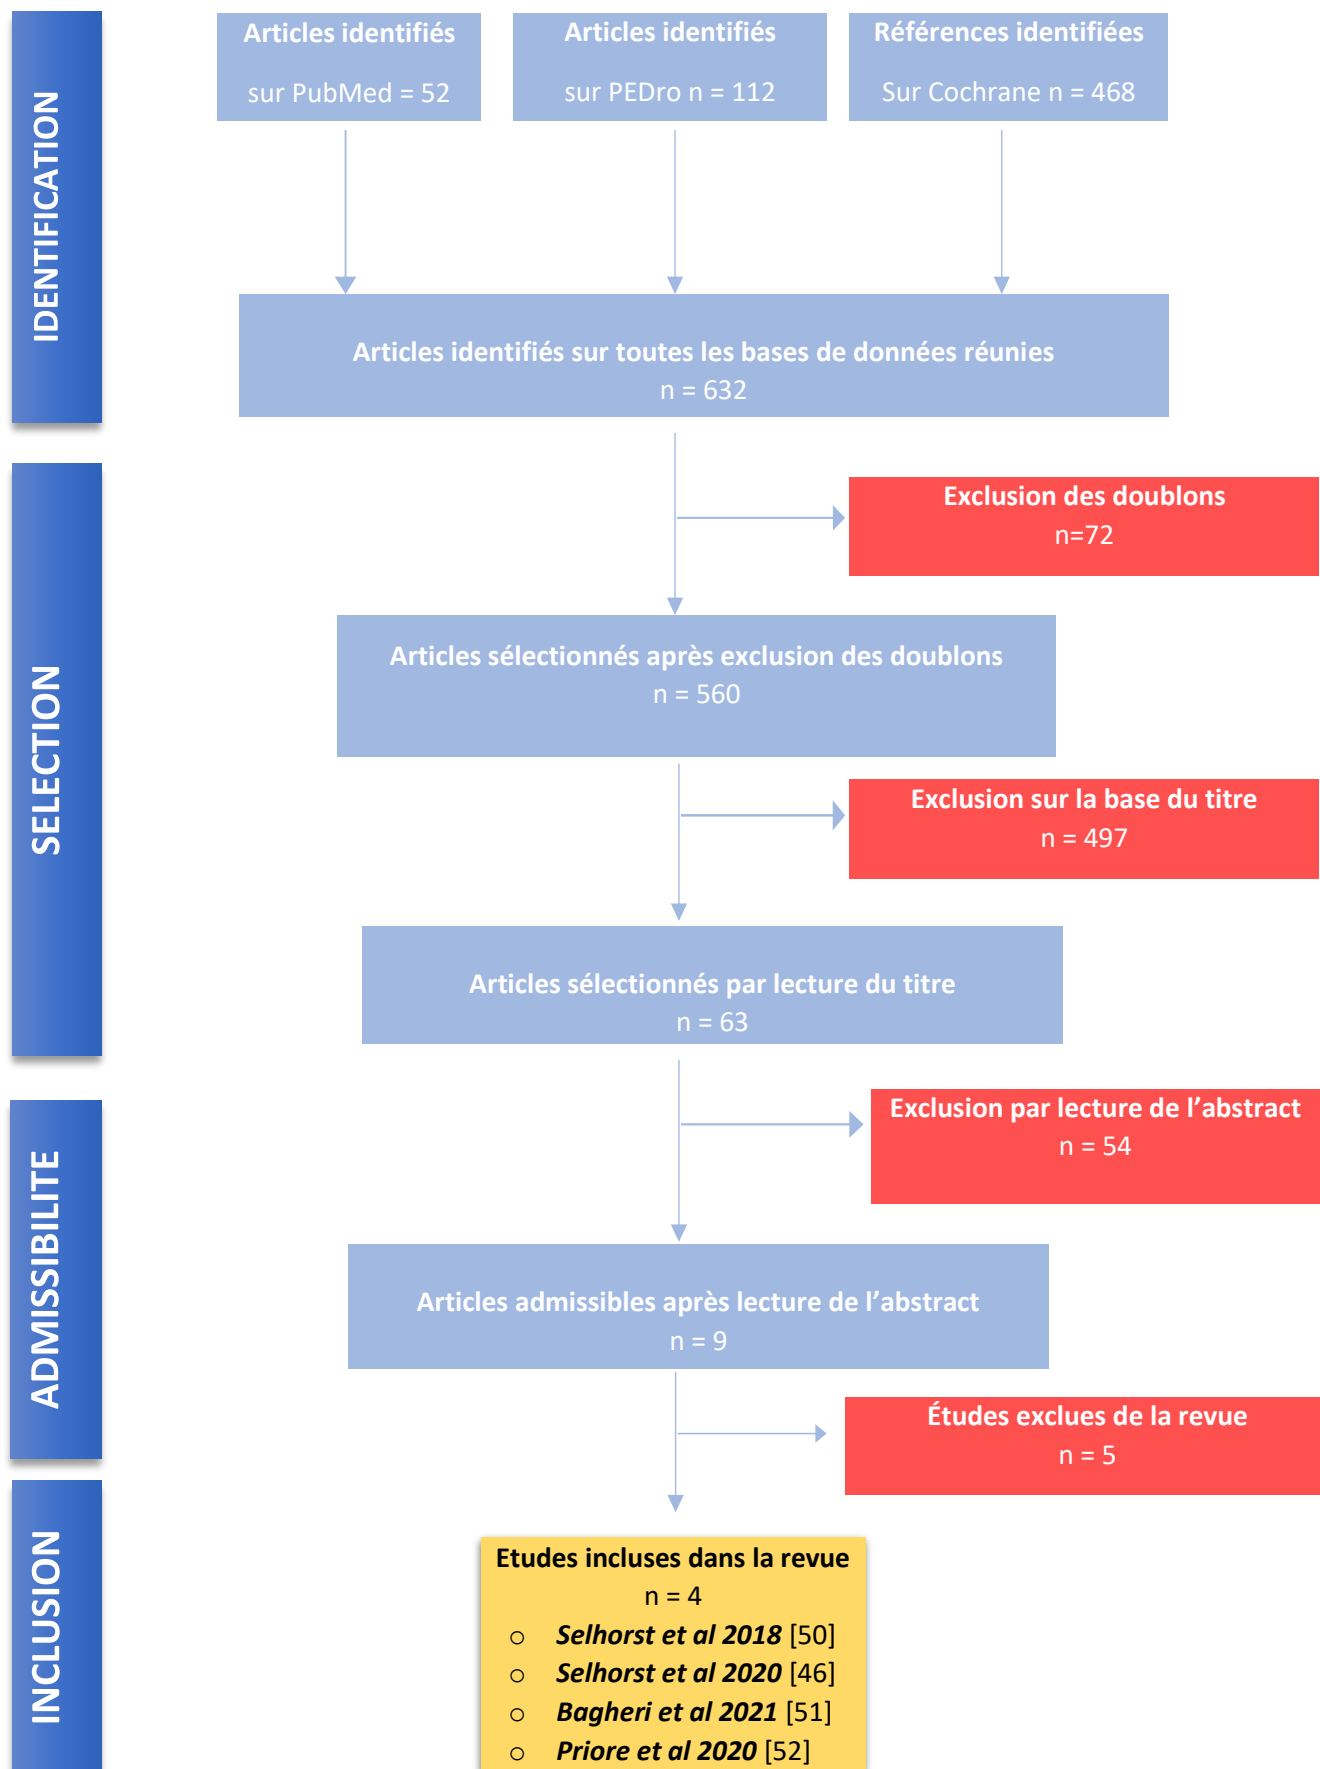 IDENTIFICATION
Articles identifiés
sur PubMed = 52
Articles identifiés
sur PEDro n = 112
Références identifiées
Sur Cochrane n = 468
Articles identifiés sur toutes les bases de données réunies
n = 632
SELECTION
Exclusion des doublons
n=72
Articles sélectionnés après exclusion des doublons
n = 560
Exclusion sur la base du titre
n = 497
Articles sélectionnés par lecture du titre
n = 63
ADMISSIBILITE
Exclusion par lecture de l’abstract
n = 54
Articles admissibles après lecture de l’abstract
n = 9
Études exclues de la revue
n = 5
INCLUSION
Etudes incluses dans la revue
n = 4
o Selhorst et al 2018 [50]
o Selhorst et al 2020 [46]
o Bagheri et al 2021 [51]
o Priore et al 2020 [52]